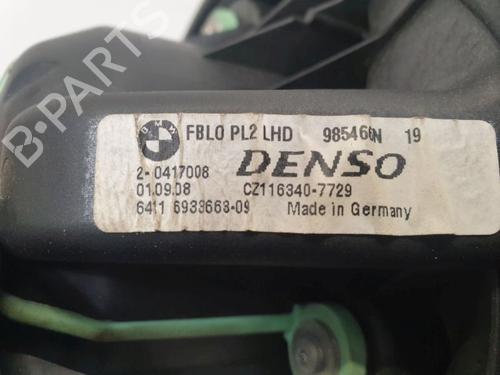 BMW
FBLO PL2 LHD 985466N 19
2-0417008 DENSO
01.09.08 CZ116340-7729
6411 6933663-09 Made in Germany
B-PARTS